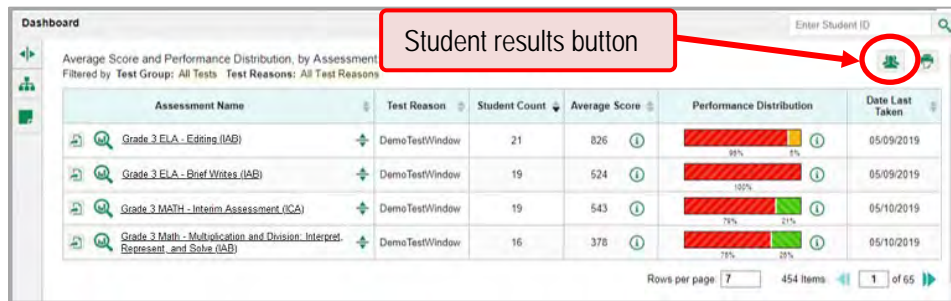 Dashboard
Enter Student ID
Student results button
Average Score and Performance Distribution, by Assessment
Filtered by Test Group: All Tests Test Reasons: All Test Reasons
Assessment Name Test Reason Student Count Average Score Performance Distribution Date Last Taken
Grade 3 ELA - Editing (IAB) DemoTestWindow 21 826 05/09/2019
95% 5%
Grade 3 ELA - Brief Writes (IAB) DemoTestWindow 19 524 05/09/2019
100%
Grade 3 MATH - Interim Assessment (ICA) DemoTestWindow 19 543 05/10/2019
79% 21%
Grade 3 Math - Multiplication and Division: Interpret, Represent, and Solve (IAB) DemoTestWindow 16 378 05/10/2019
75% 25%
Rows per page: 7 454 Items 1 of 65